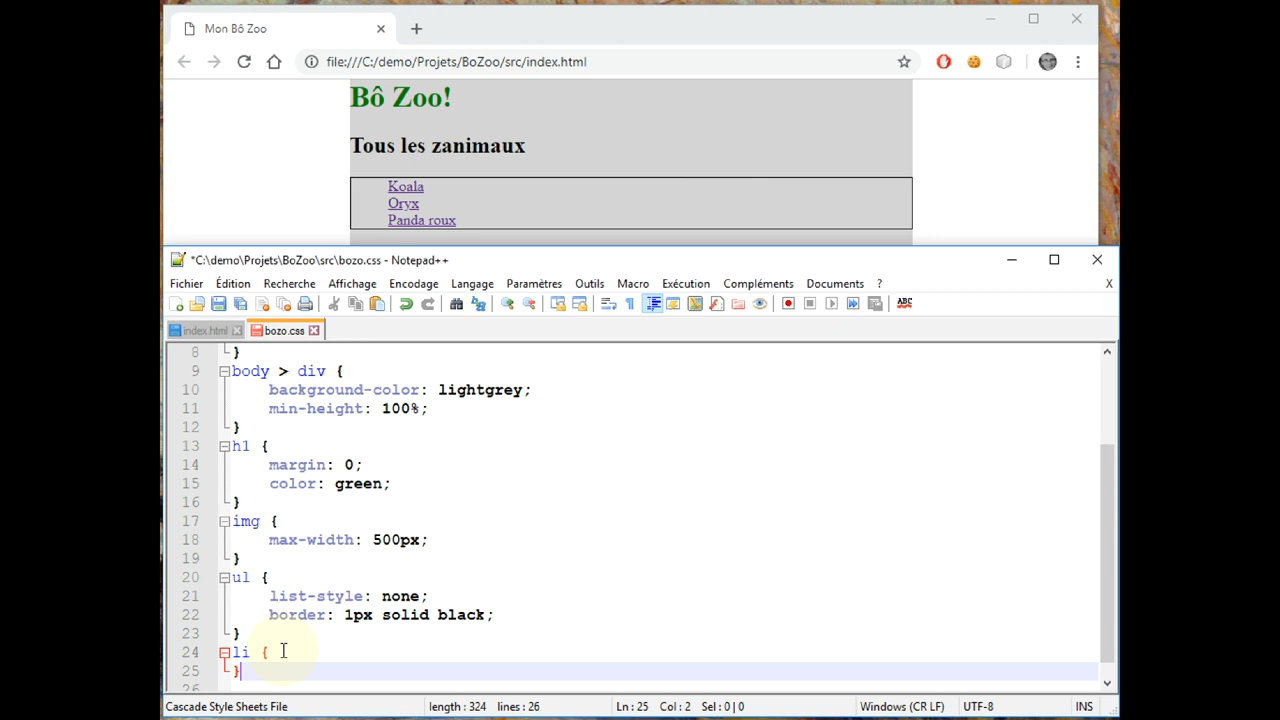 Mon Bô Zoo
file:///C:/demo/Projets/BoZoo/src/index.html
Bô Zoo!
Tous les zanimaux
Koala
Oryx
Panda roux
*C:\demo\Projets\BoZoo\src\bozo.css - Notepad++
Fichier Édition Recherche Affichage Encodage Langage Paramètres Outils Macro Exécution Compléments Documents ? X
ABC
index.html bozo.css
8 }
9 body > div {
10 background-color: lightgrey;
11 min-height: 100%;
12 }
13 h1 {
14 margin: 0;
15 color: green;
16 }
17 img {
18 max-width: 500px;
19 }
20 ul {
21 list-style: none;
22 border: 1px solid black;
23 }
24 li {
25 }
26
Cascade Style Sheets File length : 324 lines : 26 Ln : 25 Col : 2 Sel : 0 | 0 Windows (CR LF) UTF-8 INS